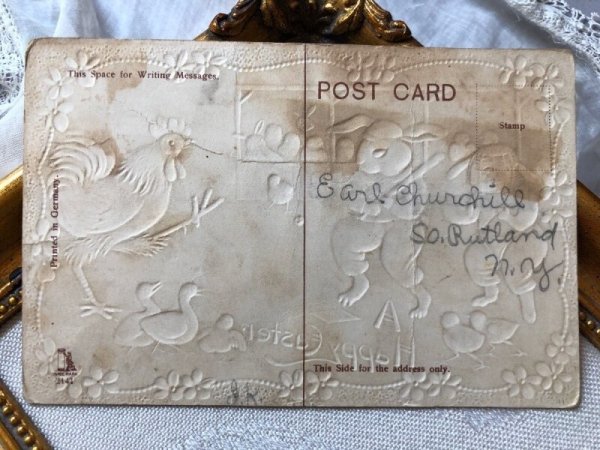 This Space for Writing Messages.
POST CARD
Stamp
Printed in Germany.
Earl Churchill
So. Rutland
N.Y.
A
Happy Easter
This Side for the address only.